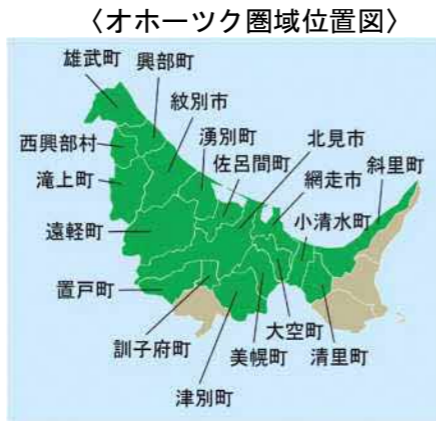 〈オホーツク圏域位置図〉
雄武町
興部町
紋別市
湧別町
北見市
西興部村
佐呂間町
網走市
斜里町
滝上町
小清水町
遠軽町
置戸町
大空町
訓子府町
美幌町
清里町
津別町